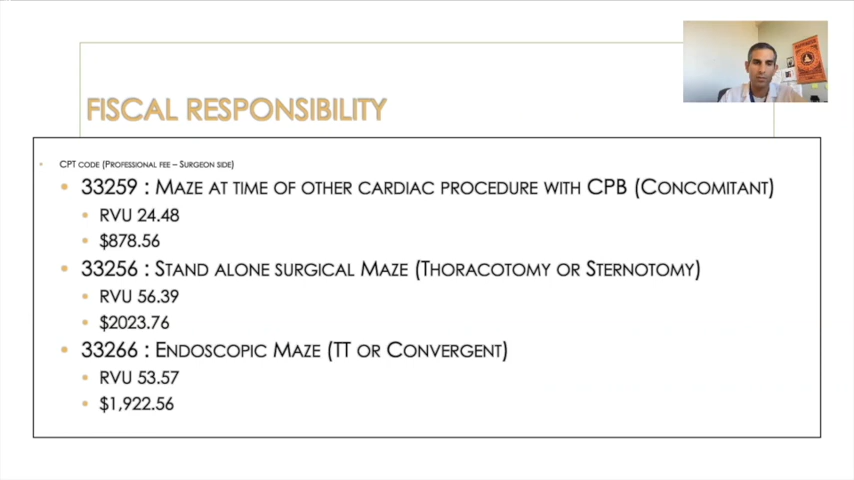 FISCAL RESPONSIBILITY
CPT CODE (PROFESSIONAL FEE – SURGEON SIDE)
33259 : MAZE AT TIME OF OTHER CARDIAC PROCEDURE WITH CPB (CONCOMITANT)
RVU 24.48
$878.56
33256 : STAND ALONE SURGICAL MAZE (THORACOTOMY OR STERNOTOMY)
RVU 56.39
$2023.76
33266 : ENDOSCOPIC MAZE (TT OR CONVERGENT)
RVU 53.57
$1,922.56